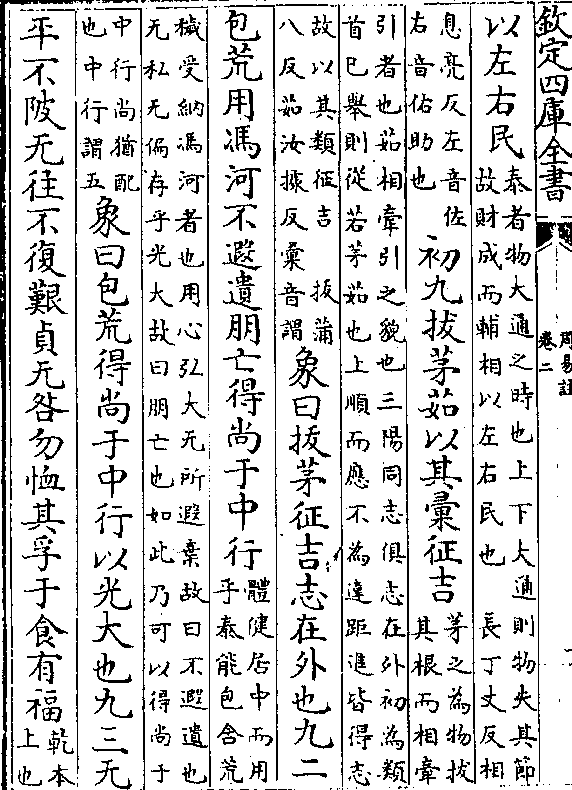 欽定四庫全書
周易註
卷二
以左右民
泰者物大通之時也上下大通則物失其節
故財成而輔相以左右民也 長丁丈反相
息亮反左音佐
右音佑助也
初九拔茅茹以其彙征吉
茅之為物拔
其根而相牽
引者也茹相牽引之貌也三陽同志俱志在外初為類
首已舉則從若茅茹也上順而應不為違距進皆得志
故以其類征吉 拔蒲
八反茹汝據反彙音謂
象曰拔茅征吉志在外也九二
包荒用馮河不遐遺朋亡得尚于中行
體健居中而用
乎泰能包含荒
穢受納馮河者也用心弘大无所遐棄故曰不遐遺也
无私无偏存乎光大故曰朋亡也如此乃可以得尚于
中行尚猶配
也中行謂五
象曰包荒得尚于中行以光大也九三无
平不陂无往不復艱貞无咎勿恤其孚于食有福
乾本
上也